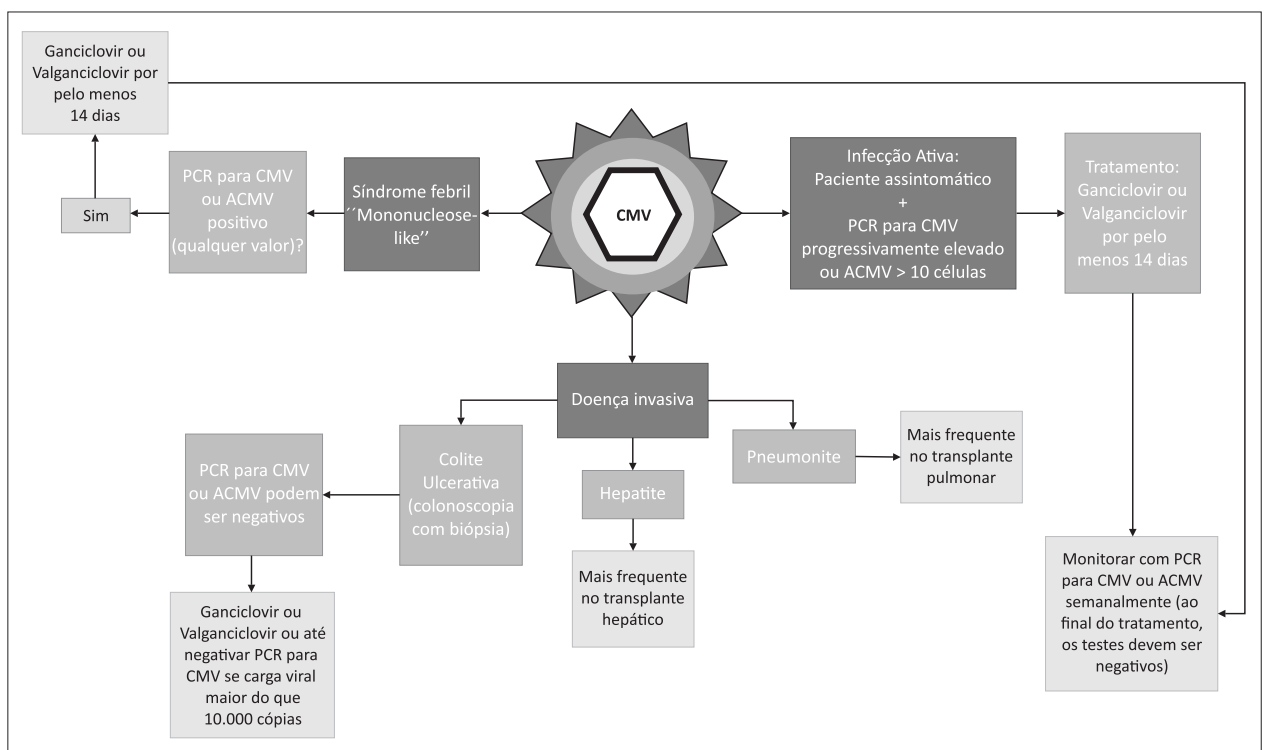 Ganciclovir ou
Valganciclovir por
pelo menos
14 dias
Sim
PCR para CMV
ou ACMV
positivo
(qualquer valor)?
Síndrome febril
´´Mononucleose-
like’’
CMV
Infecção Ativa:
Paciente assintomático
+
PCR para CMV
progressivamente elevado
ou ACMV > 10 células
Tratamento:
Ganciclovir ou
Valganciclovir
por pelo
menos 14 dias
Doença invasiva
PCR para CMV
ou ACMV podem
ser negativos
Colite
Ulcerativa
(colonoscopia
com biópsia)
Hepatite
Pneumonite
Mais frequente
no transplante
pulmonar
Mais frequente
no transplante
hepático
Ganciclovir ou
Valganciclovir ou até
negativar PCR para
CMV se carga viral
maior do que
10.000 cópias
Monitorar com PCR
para CMV ou ACMV
semanalmente (ao
final do tratamento,
os testes devem ser
negativos)